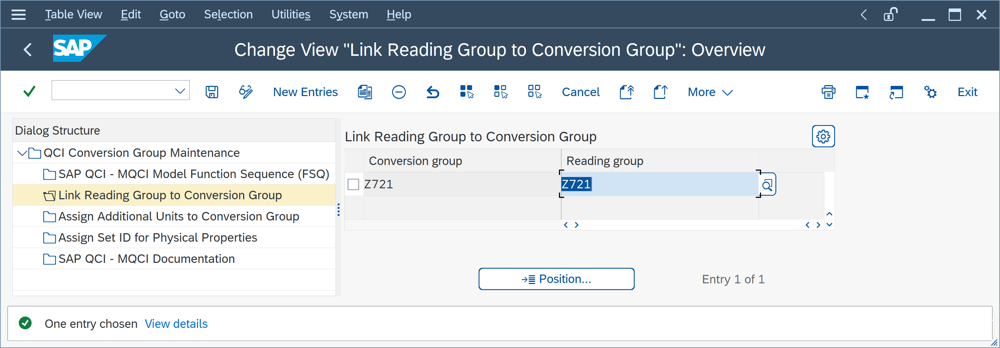 Table View Edit Goto Selection Utilities System Help
SAP Change View "Link Reading Group to Conversion Group": Overview
New Entries Cancel More Exit
Dialog Structure
QCI Conversion Group Maintenance
SAP QCI - MQCI Model Function Sequence (FSQ)
Link Reading Group to Conversion Group
Assign Additional Units to Conversion Group
Assign Set ID for Physical Properties
SAP QCI - MQCI Documentation
Link Reading Group to Conversion Group
Conversion group Reading group
Z721 Z721
Position... Entry 1 of 1
One entry chosen View details